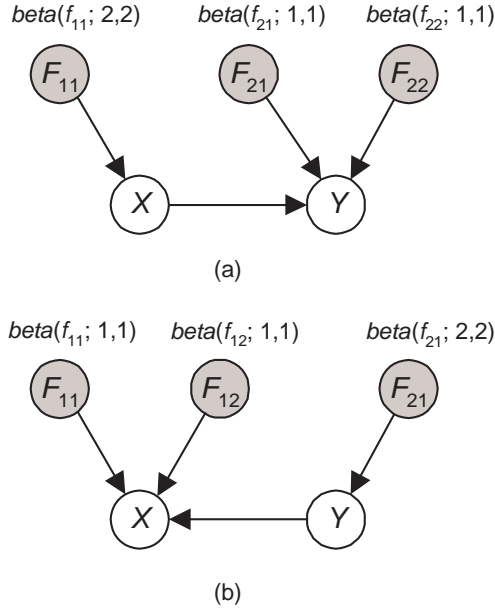 beta(f11; 2,2) beta(f21; 1,1) beta(f22; 1,1)
F11 F21 F22
X Y
(a)
beta(f11; 1,1) beta(f12; 1,1) beta(f21; 2,2)
F11 F12 F21
X Y
(b)